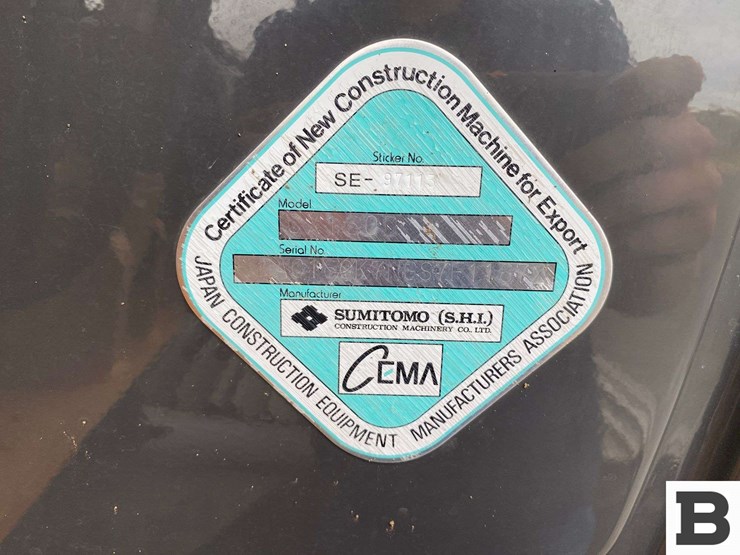 Certificate of New Construction Machine for Export
Sticker No.
SE-
Model
Serial No.
Manufacturer
SUMITOMO (S.H.I.)
CONSTRUCTION MACHINERY CO. LTD.
CEMA
JAPAN CONSTRUCTION EQUIPMENT MANUFACTURERS ASSOCIATION
B